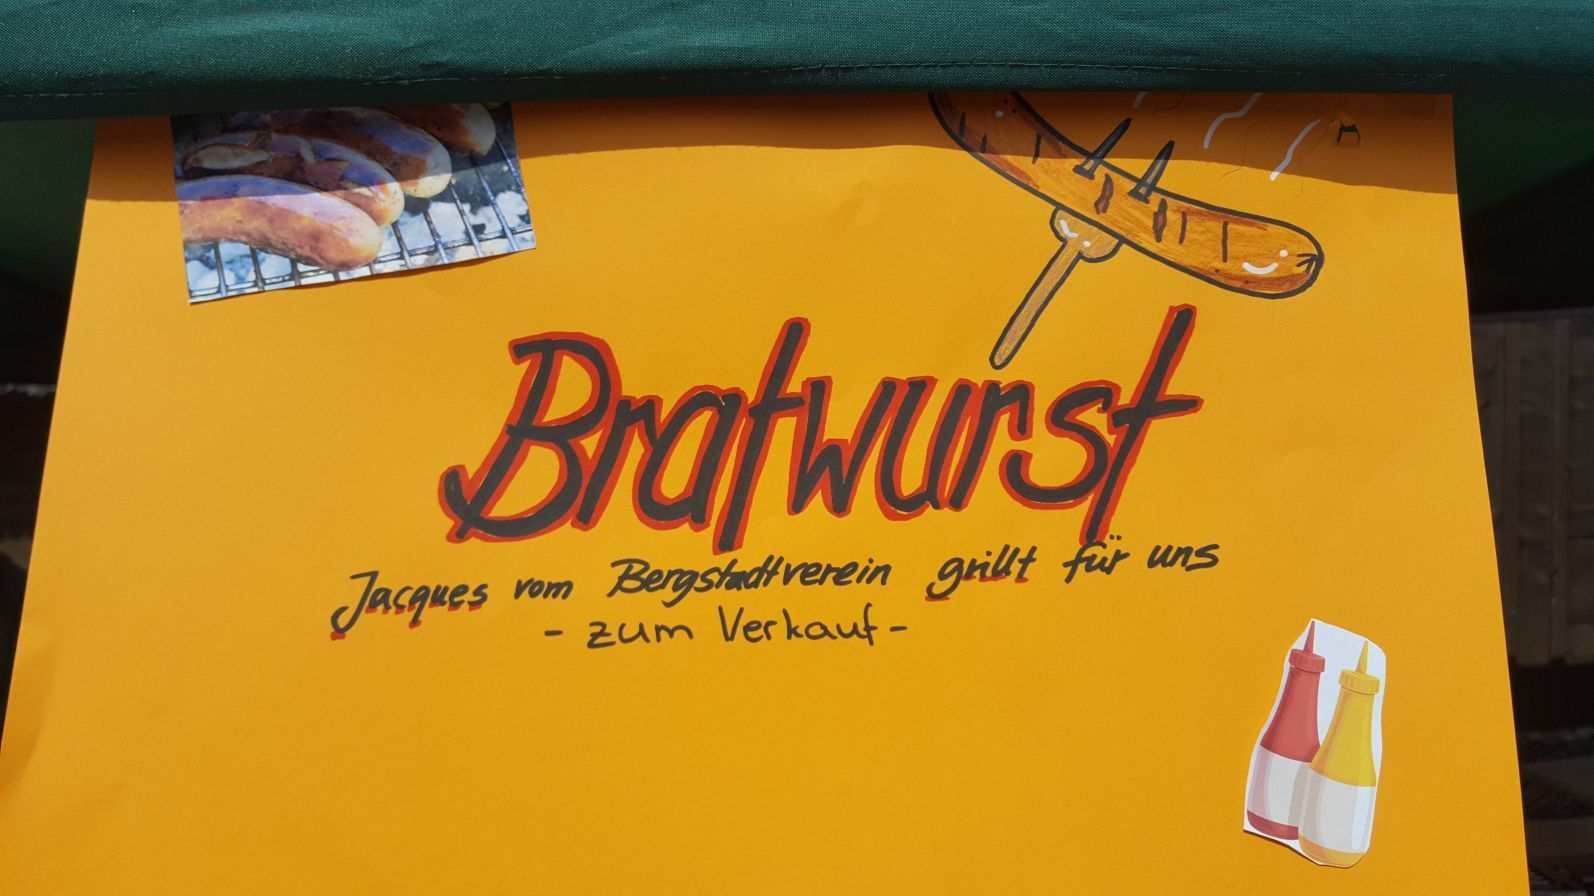 Bratwurst
Jacques vom Bergstadtverein grillt für uns
- zum Verkauf -